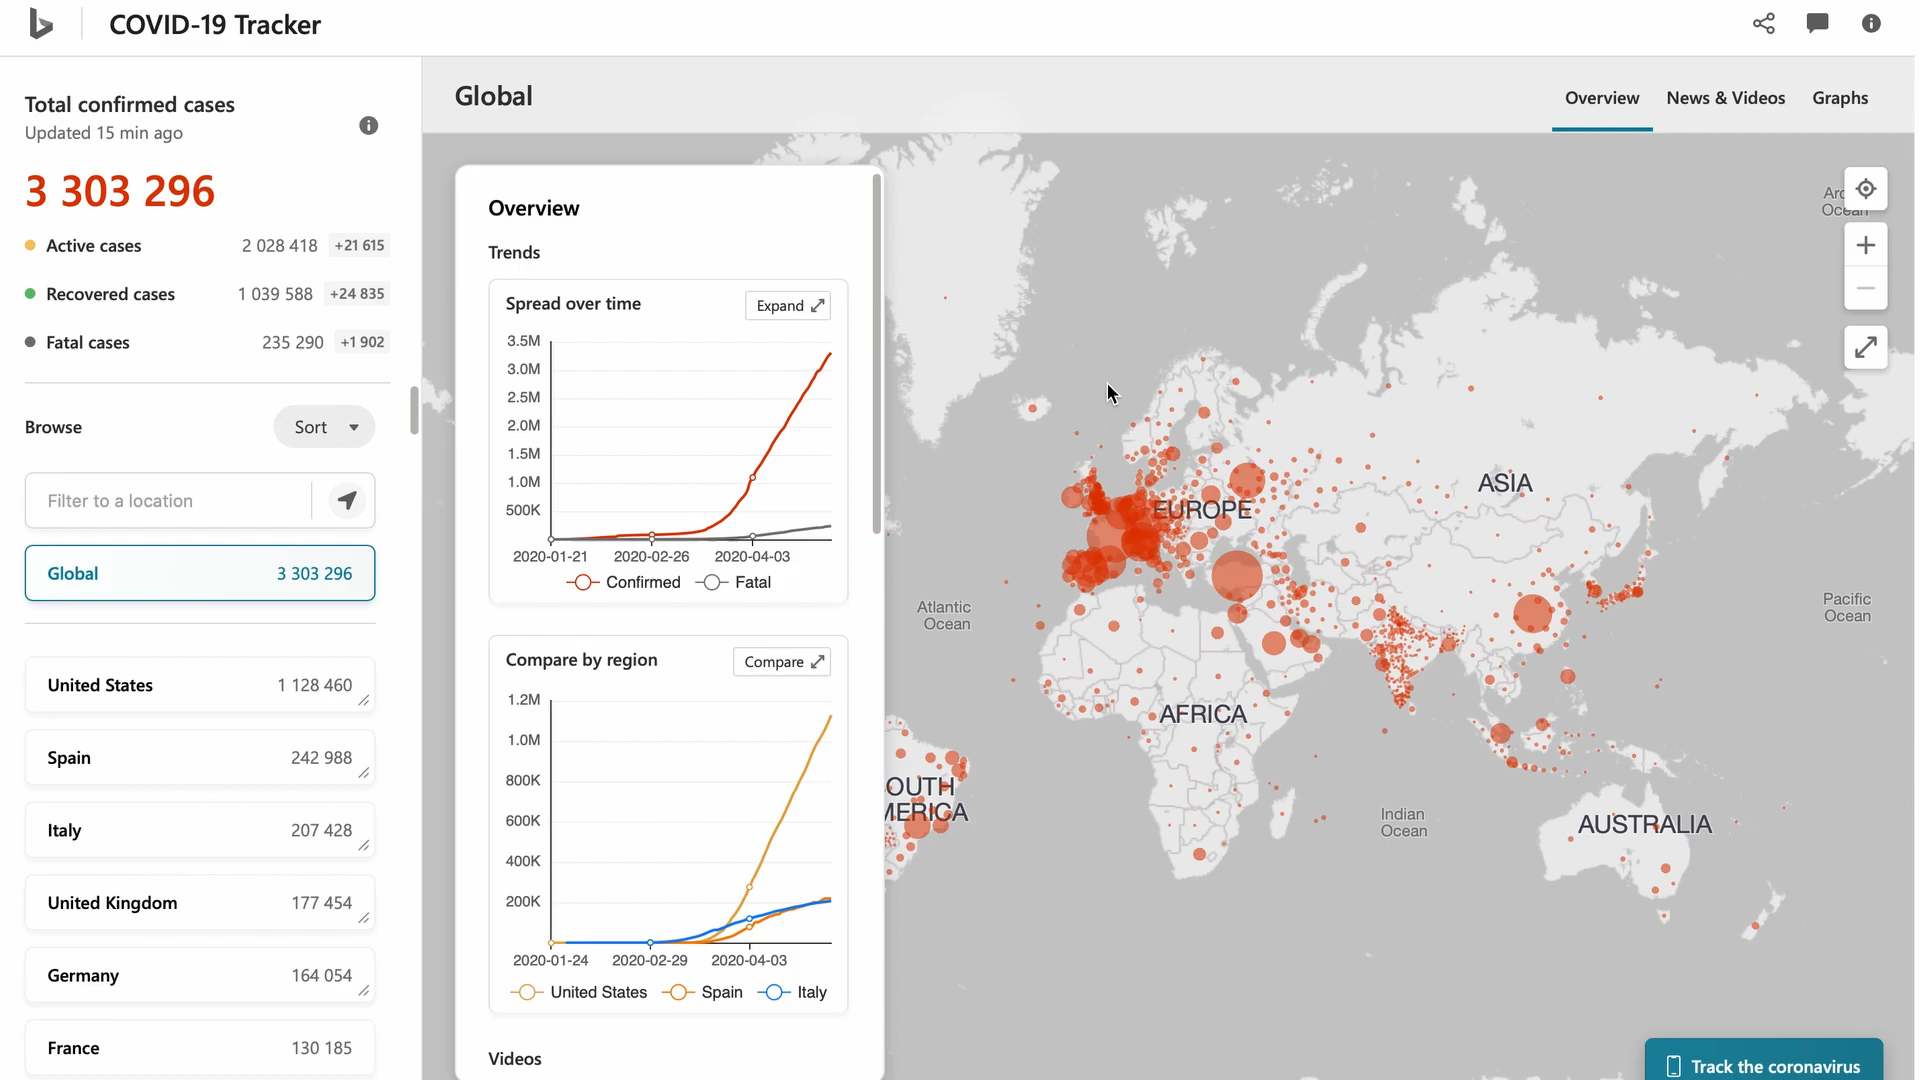 COVID-19 Tracker
Total confirmed cases
Updated 15 min ago
3 303 296
Active cases 2 028 418 +21 615
Recovered cases 1 039 588 +24 835
Fatal cases 235 290 +1 902
Browse
Sort
Filter to a location
Global 3 303 296
United States 1 128 460
Spain 242 988
Italy 207 428
United Kingdom 177 454
Germany 164 054
France 130 185
Global
Overview News & Videos Graphs
Overview
Trends
Spread over time
Expand
3.5M
3.0M
2.5M
2.0M
1.5M
1.0M
500K
2020-01-21 2020-02-26 2020-04-03
Confirmed Fatal
Compare by region
Compare
1.2M
1.0M
800K
600K
400K
200K
2020-01-24 2020-02-29 2020-04-03
United States Spain Italy
Videos
Arc
Ocean
ASIA
EUROPE
Atlantic
Ocean
Pacific
Ocean
AFRICA
OUTH
MERICA
Indian
Ocean
AUSTRALIA
Track the coronavirus